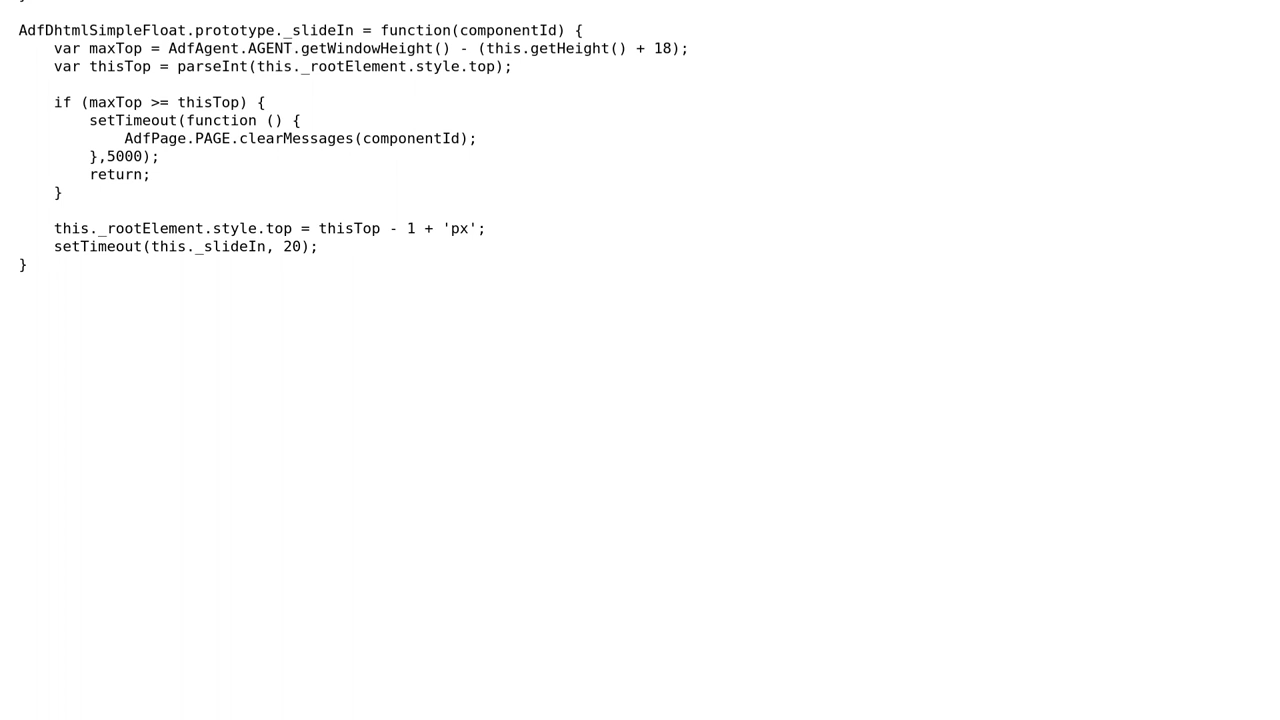 }
AdfDhtmlSimpleFloat.prototype._slideIn = function(componentId) {
    var maxTop = AdfAgent.AGENT.getWindowHeight() - (this.getHeight() + 18);
    var thisTop = parseInt(this._rootElement.style.top);

    if (maxTop >= thisTop) {
        setTimeout(function () {
            AdfPage.PAGE.clearMessages(componentId);
        },5000);
        return;
    }

    this._rootElement.style.top = thisTop - 1 + 'px';
    setTimeout(this._slideIn, 20);
}